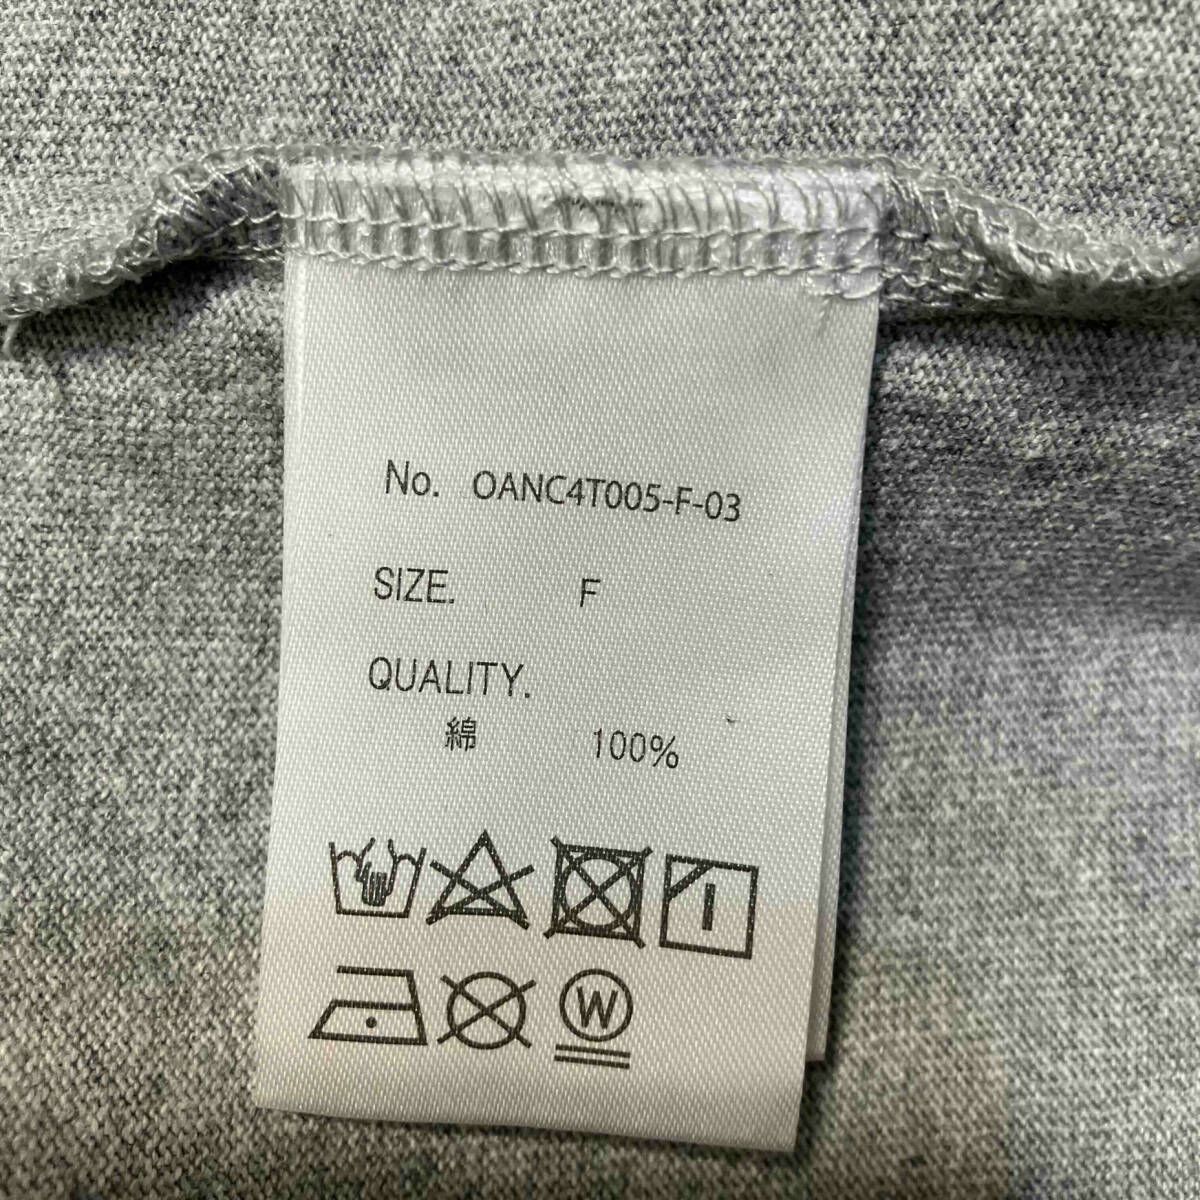 No. OANC4T005-F-03
SIZE. F
QUALITY.
綿 100%
W